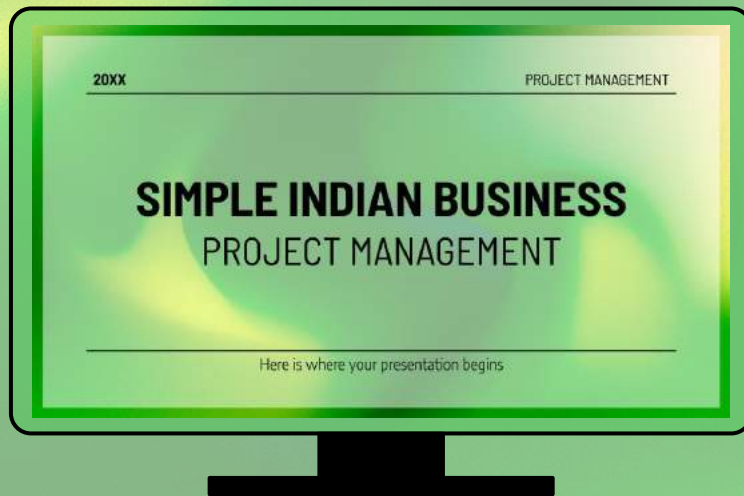 20XX
PROJECT MANAGEMENT
SIMPLE INDIAN BUSINESS
PROJECT MANAGEMENT
Here is where your presentation begins